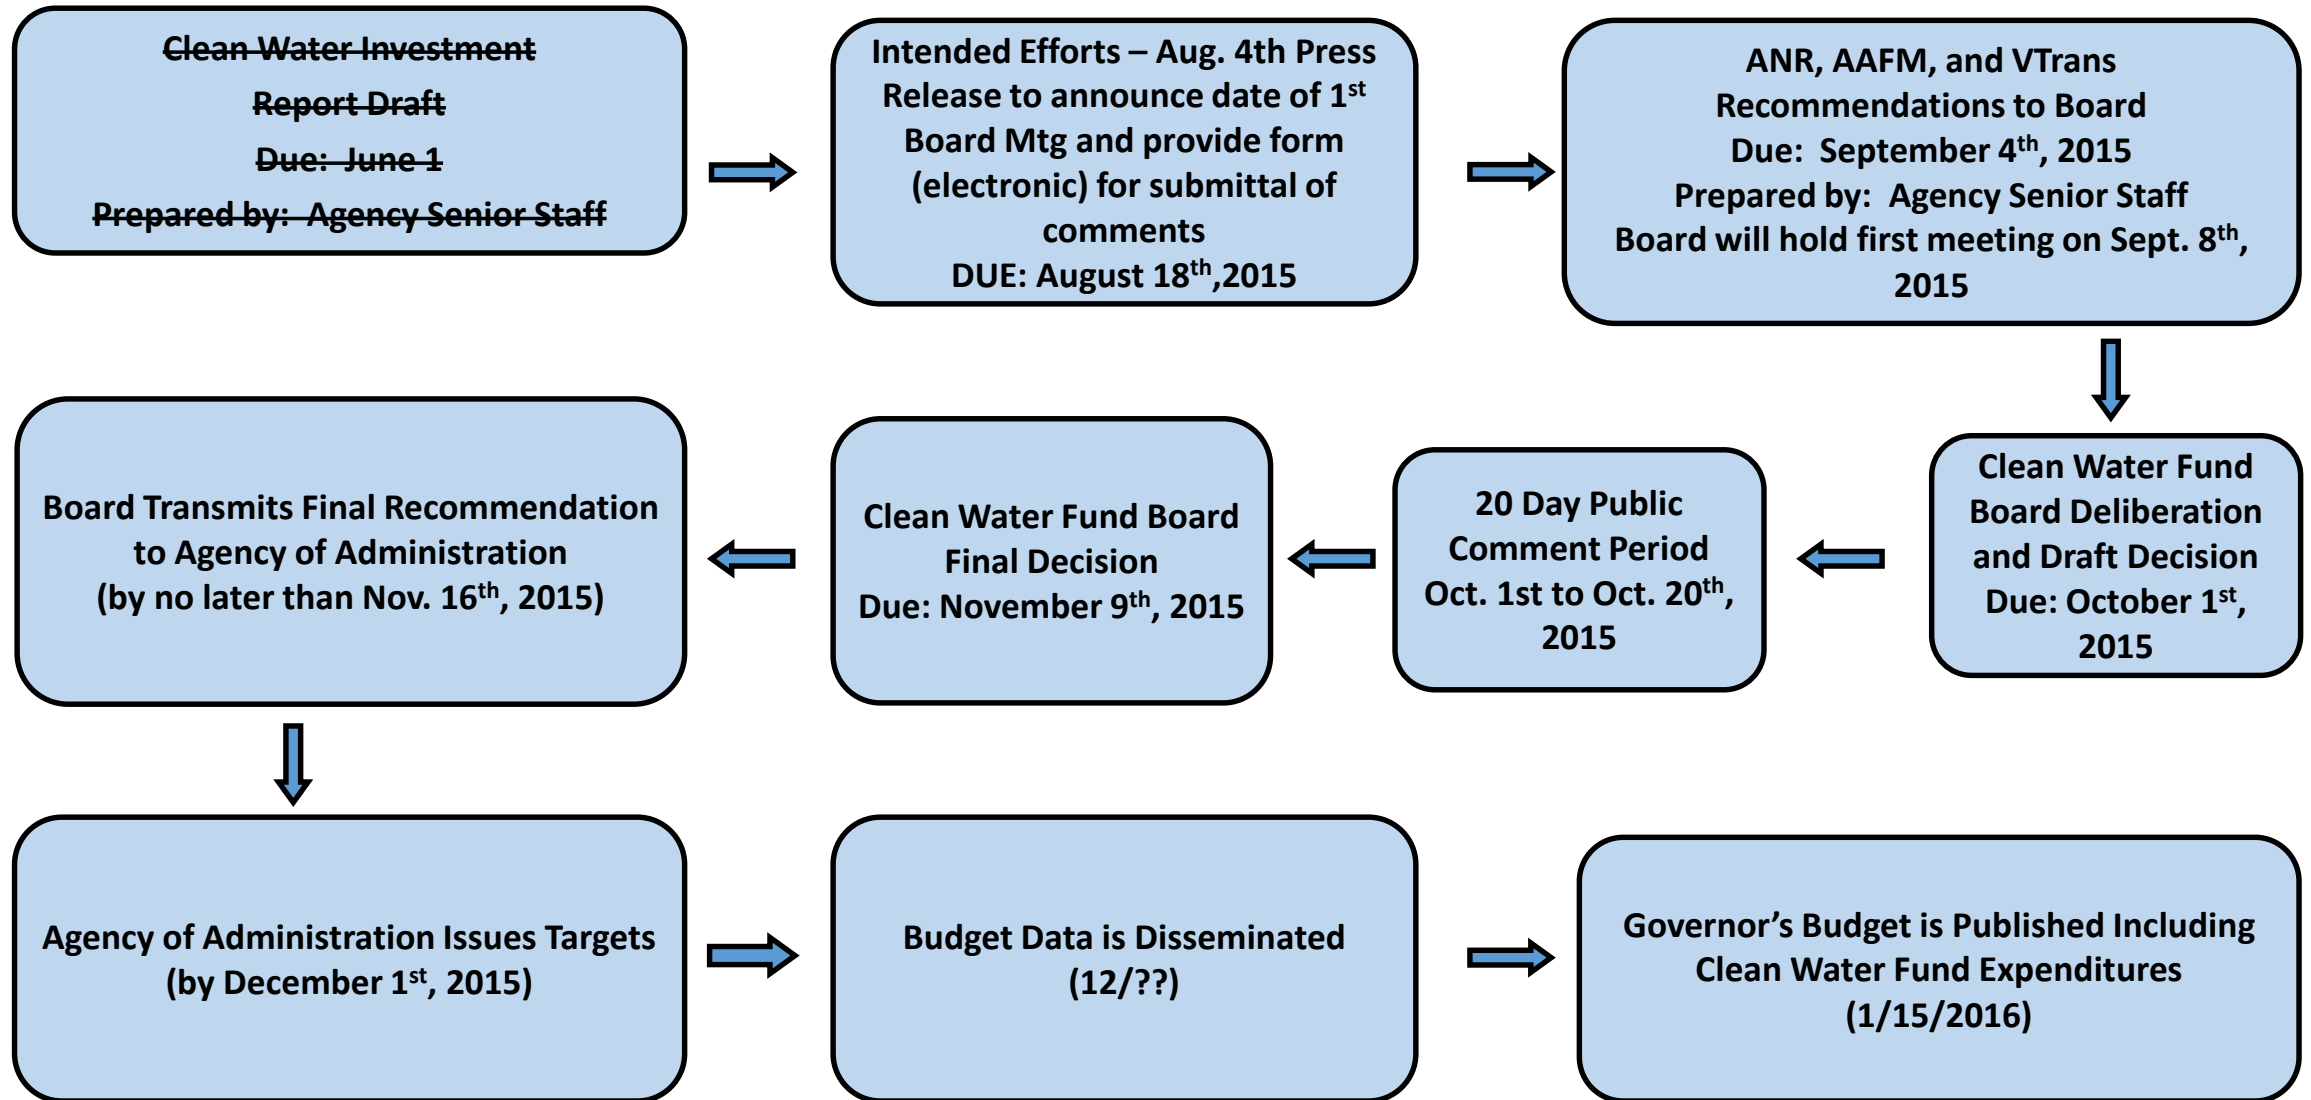 Clean Water Investment
Report Draft
Due:  June 1
Prepared by:  Agency Senior Staff
Intended Efforts – Aug. 4th Press
Release to announce date of 1st
Board Mtg and provide form
(electronic) for submittal of
comments
DUE: August 18th,2015
ANR, AAFM, and VTrans
Recommendations to Board
Due:  September 4th, 2015
Prepared by:  Agency Senior Staff
Board will hold first meeting on Sept. 8th,
2015
Clean Water Fund
Board Deliberation
and Draft Decision
Due: October 1st,
2015
20 Day Public
Comment Period
Oct. 1st to Oct. 20th,
2015
Clean Water Fund Board
Final Decision
Due: November 9th, 2015
Board Transmits Final Recommendation
to Agency of Administration
(by no later than Nov. 16th, 2015)
Agency of Administration Issues Targets
(by December 1st, 2015)
Budget Data is Disseminated
(12/??)
Governor’s Budget is Published Including
Clean Water Fund Expenditures
(1/15/2016)